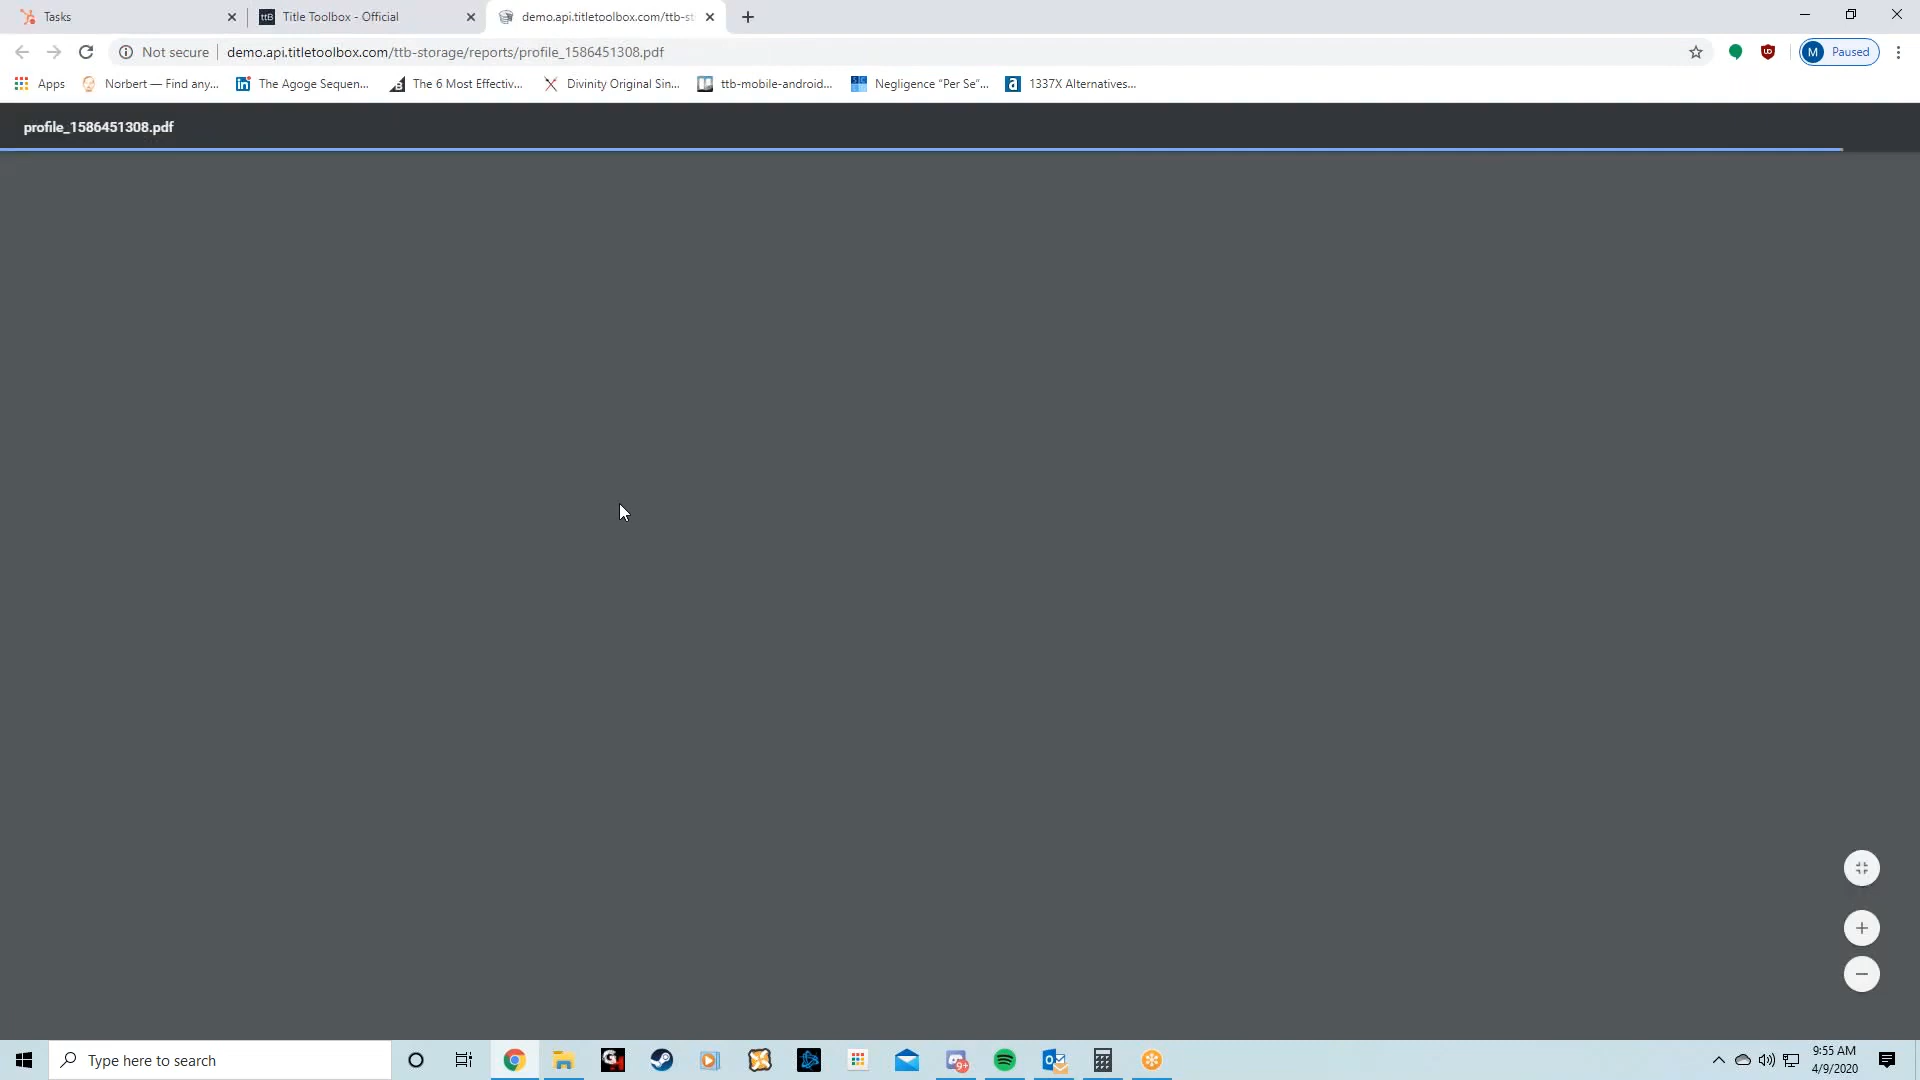 Tasks
ttB Title Toolbox - Official
demo.api.titletoolbox.com/ttb-st
Not secure demo.api.titletoolbox.com/ttb-storage/reports/profile_1586451308.pdf
M Paused
Apps
Norbert — Find any...
The Agoge Sequen...
The 6 Most Effectiv...
Divinity Original Sin...
ttb-mobile-android...
Negligence “Per Se”...
1337X Alternatives...
profile_1586451308.pdf
Type here to search
9+
9:55 AM
4/9/2020